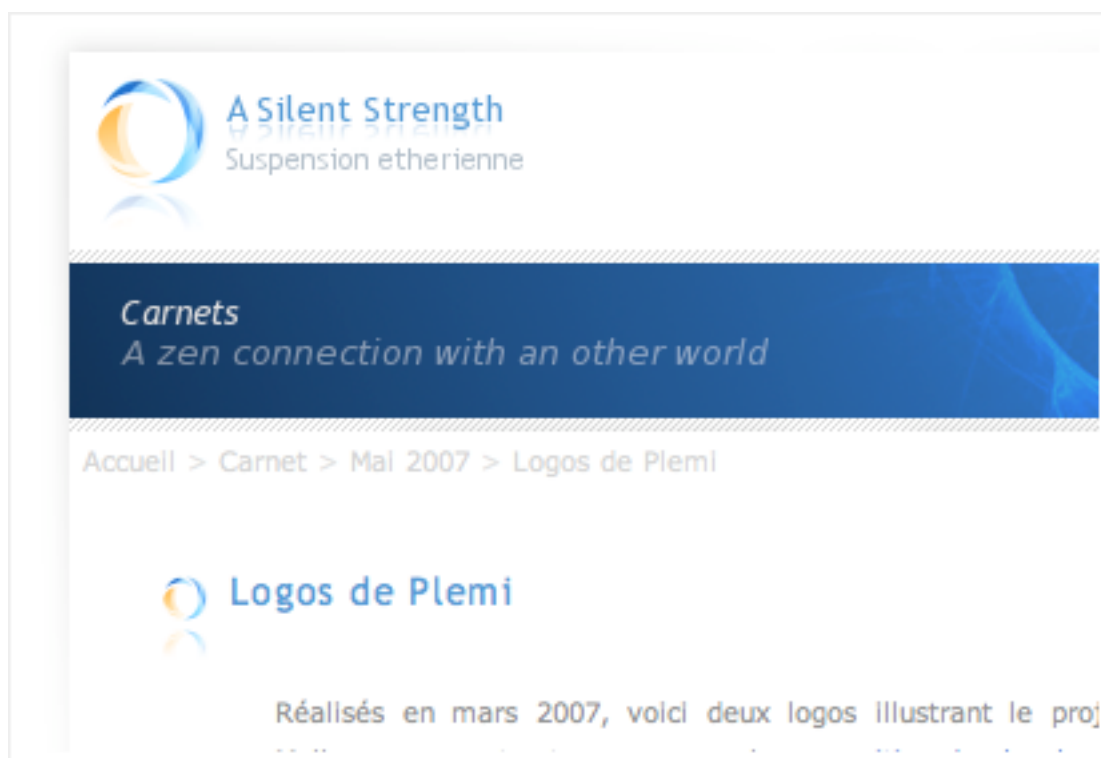 A Silent Strength
Suspension etherienne
Carnets
A zen connection with an other world
Accueil > Carnet > Mai 2007 > Logos de Plemi
Logos de Plemi
Réalisés en mars 2007, voici deux logos illustrant le proj